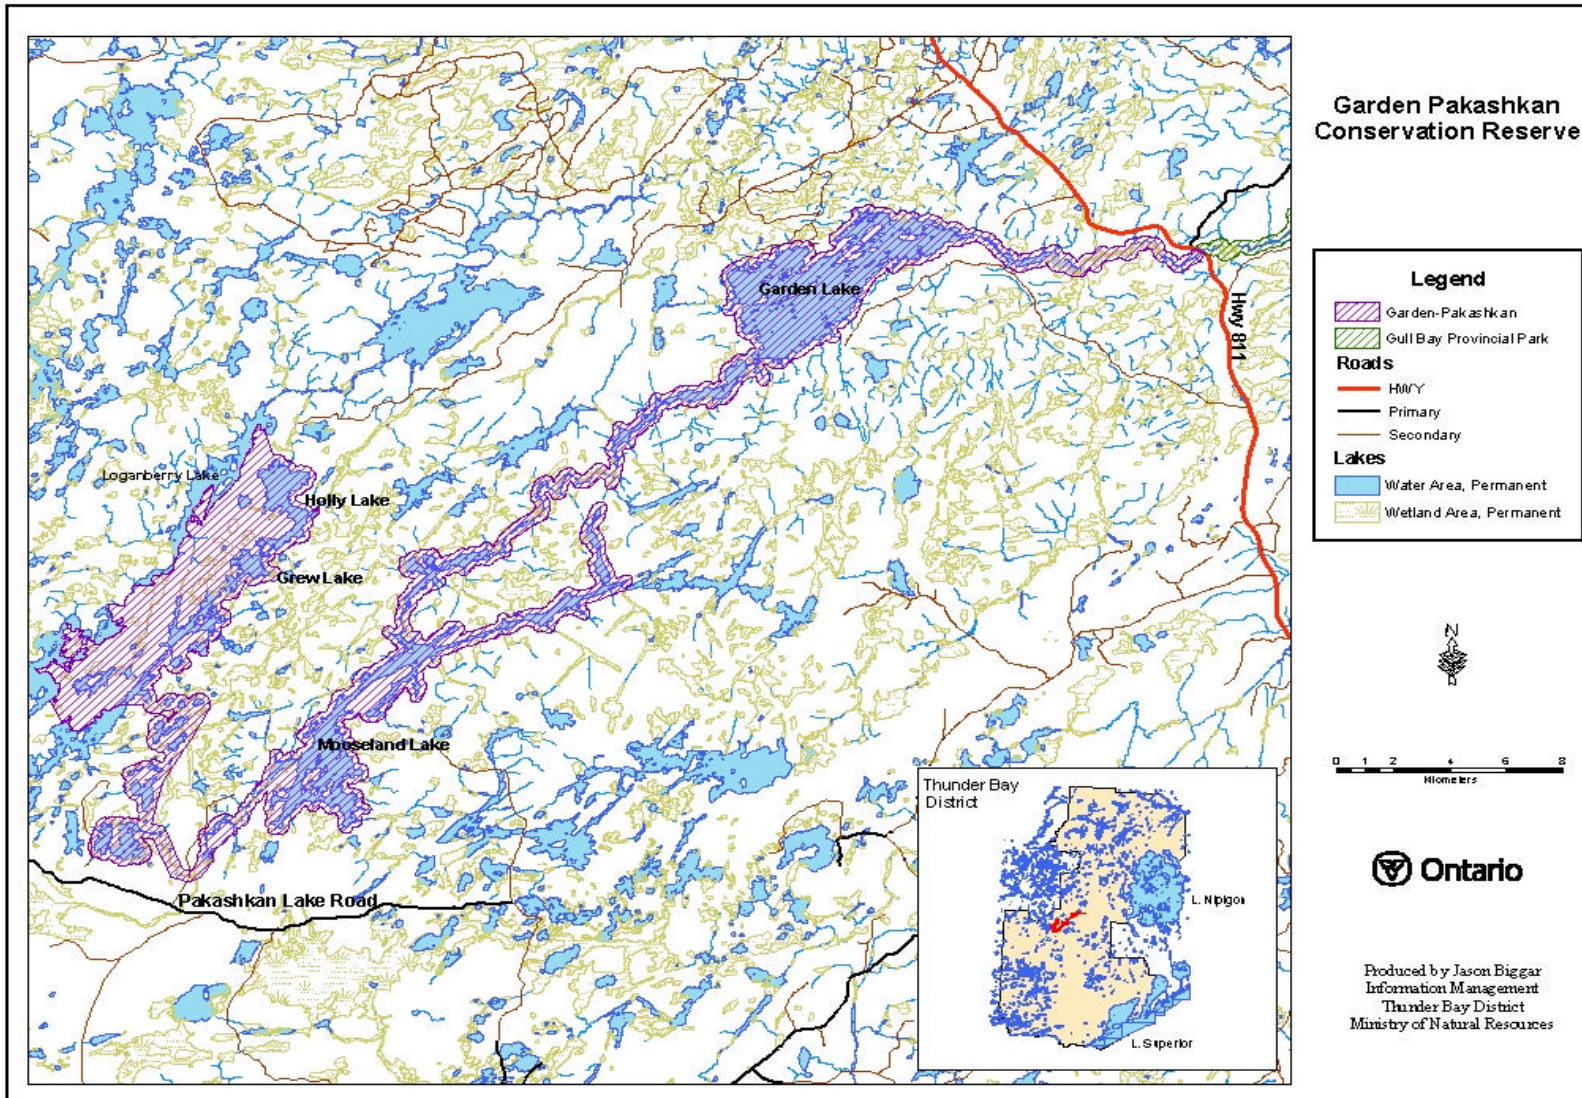 Garden Pakashkan
Conservation Reserve
Legend
Garden-Pakashkan
Gull Bay Provincial Park
Roads
HWY
Primary
Secondary
Lakes
Water Area, Permanent
Wetland Area, Permanent
Garden Lake
Hwy 811
Loganberry Lake
Holly Lake
Grew Lake
Mooseland Lake
Pakashkan Lake Road
Thunder Bay
District
L. Nipigon
L. Superior
N
0 1 2 4 6 8
Kilometers
Ontario
Produced by Jason Biggar
Information Management
Thunder Bay District
Ministry of Natural Resources